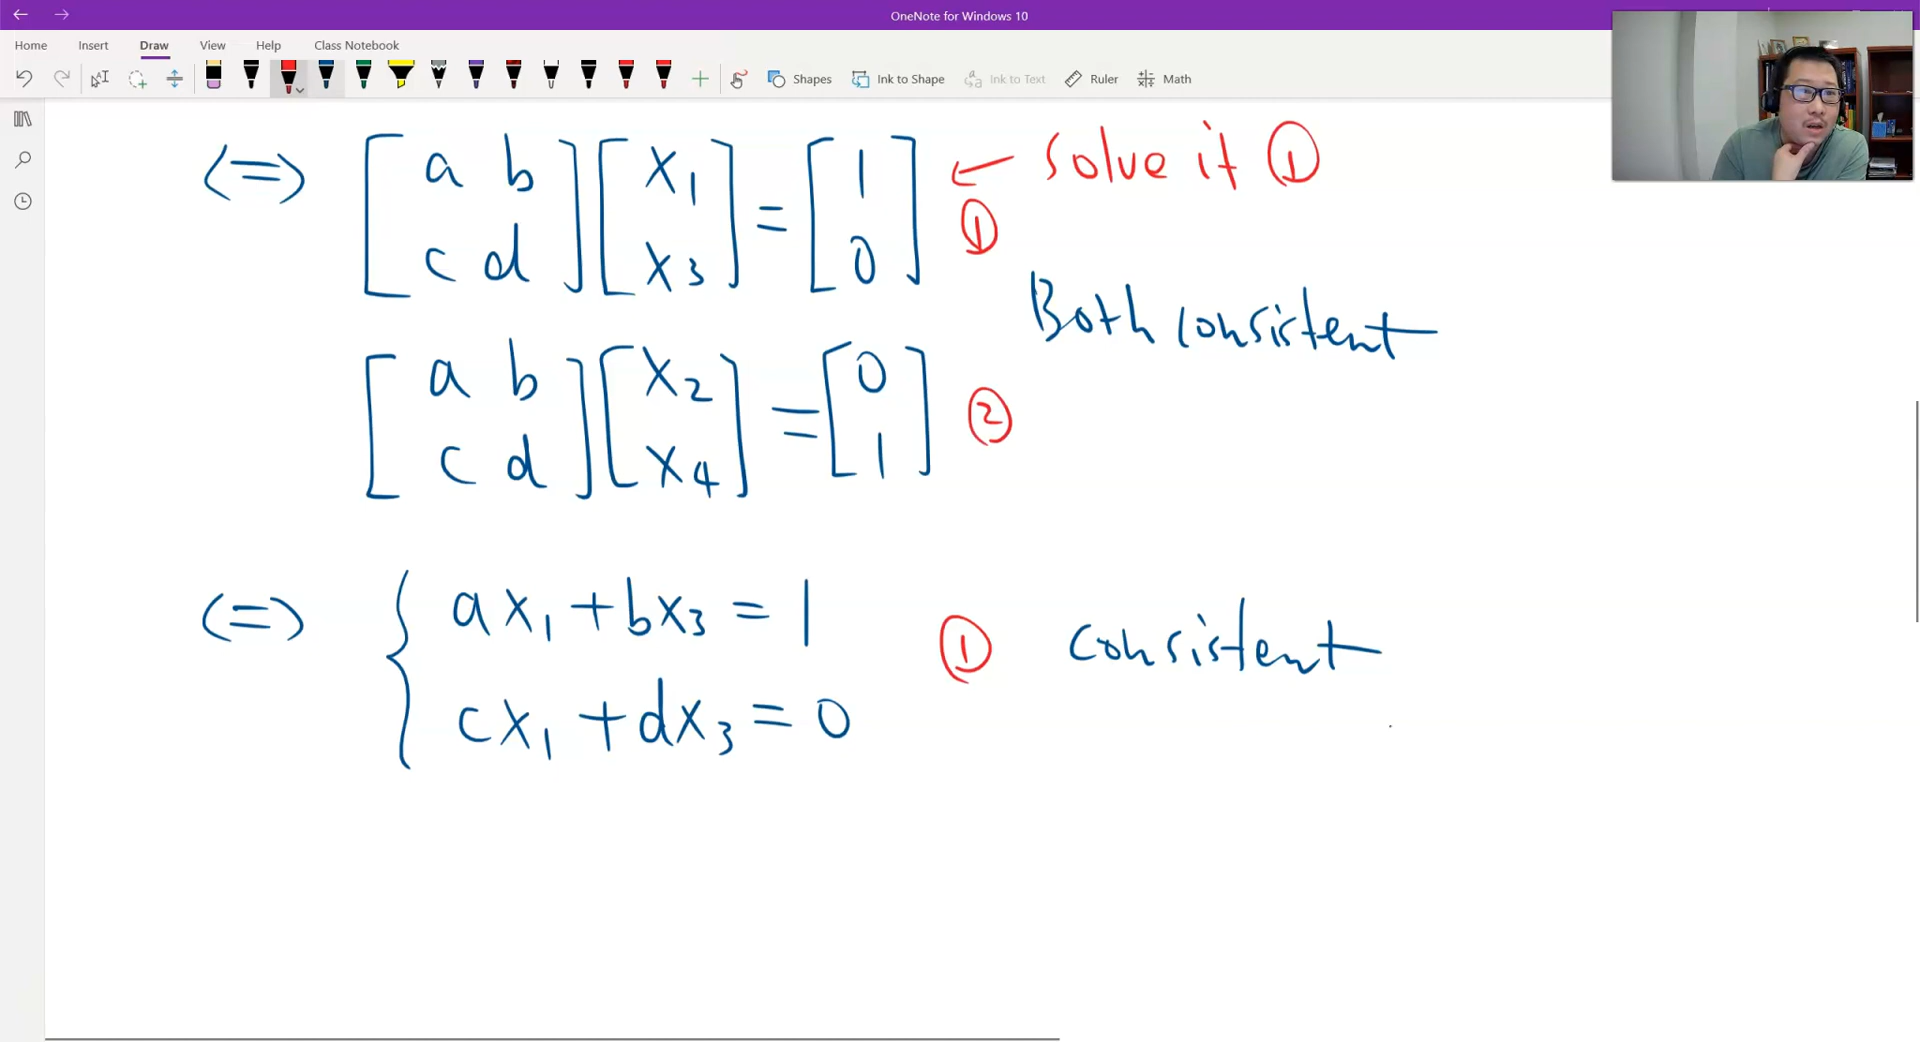 OneNote for Windows 10
Home Insert Draw View Help Class Notebook
Shapes Ink to Shape Ink to Text Ruler Math
<=> [a b; c d] [x₁; x₃] = [1; 0] ① ← solve it ①
Both consistent
[a b; c d] [x₂; x₄] = [0; 1] ②
<=> { ax₁ + bx₃ = 1
cx₁ + dx₃ = 0 ① consistent